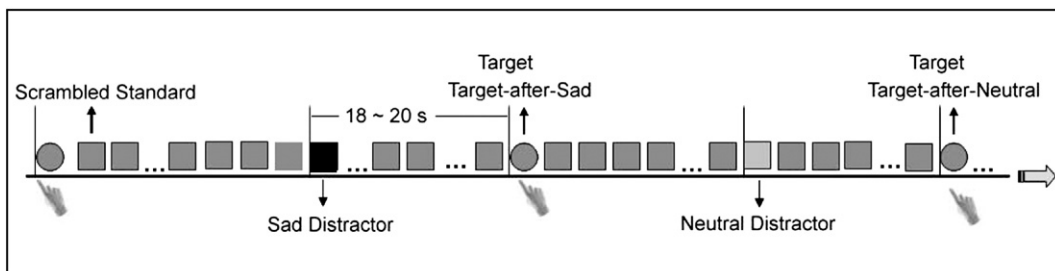 Scrambled Standard
18 ~ 20 s
Target
Target-after-Sad
Target
Target-after-Neutral
...
...
...
...
...
...
...
Sad Distractor
Neutral Distractor